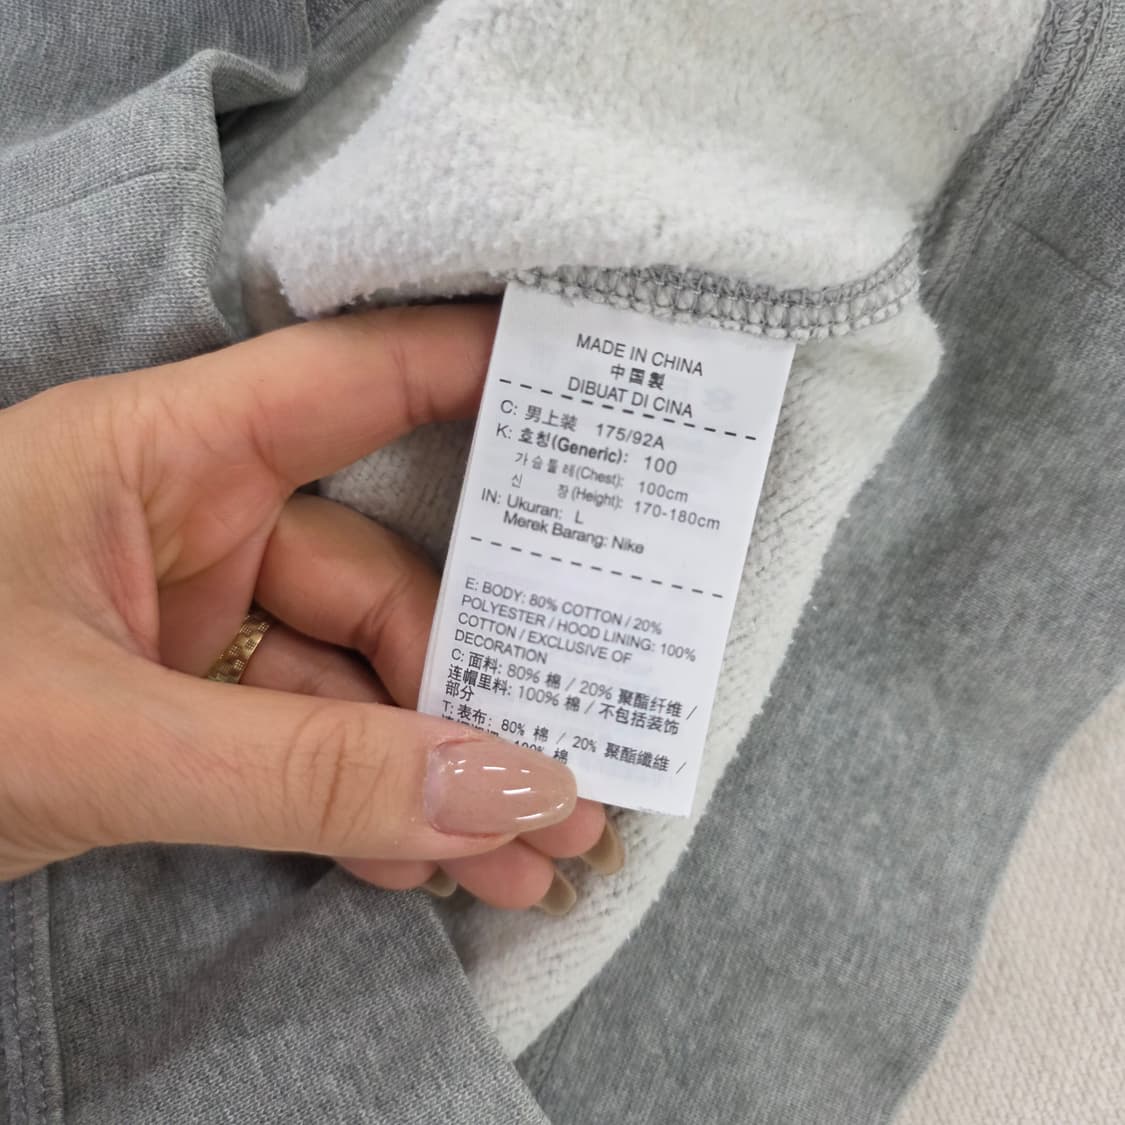 MADE IN CHINA
中国製
DIBUAT DI CINA
C: 男上装 175/92A
K: 호칭(Generic): 100
가슴둘레(Chest): 100cm
신 장(Height): 170-180cm
IN: Ukuran: L
Merek Barang: Nike
E: BODY: 80% COTTON / 20%
POLYESTER / HOOD LINING: 100%
COTTON / EXCLUSIVE OF
DECORATION
C: 面料: 80% 棉 / 20% 聚酯纤维 /
连帽里料: 100% 棉 / 不包括装饰
部分
T: 表布: 80% 棉 / 20% 聚酯纖維 /
100% 棉